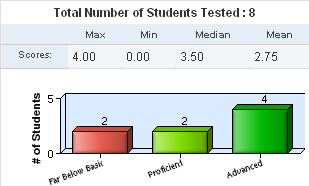 Total Number of Students Tested : 8
Max Min Median Mean
Scores: 4.00 0.00 3.50 2.75
# of Students
5
0
2 2 4
Far Below Basic Proficient Advanced